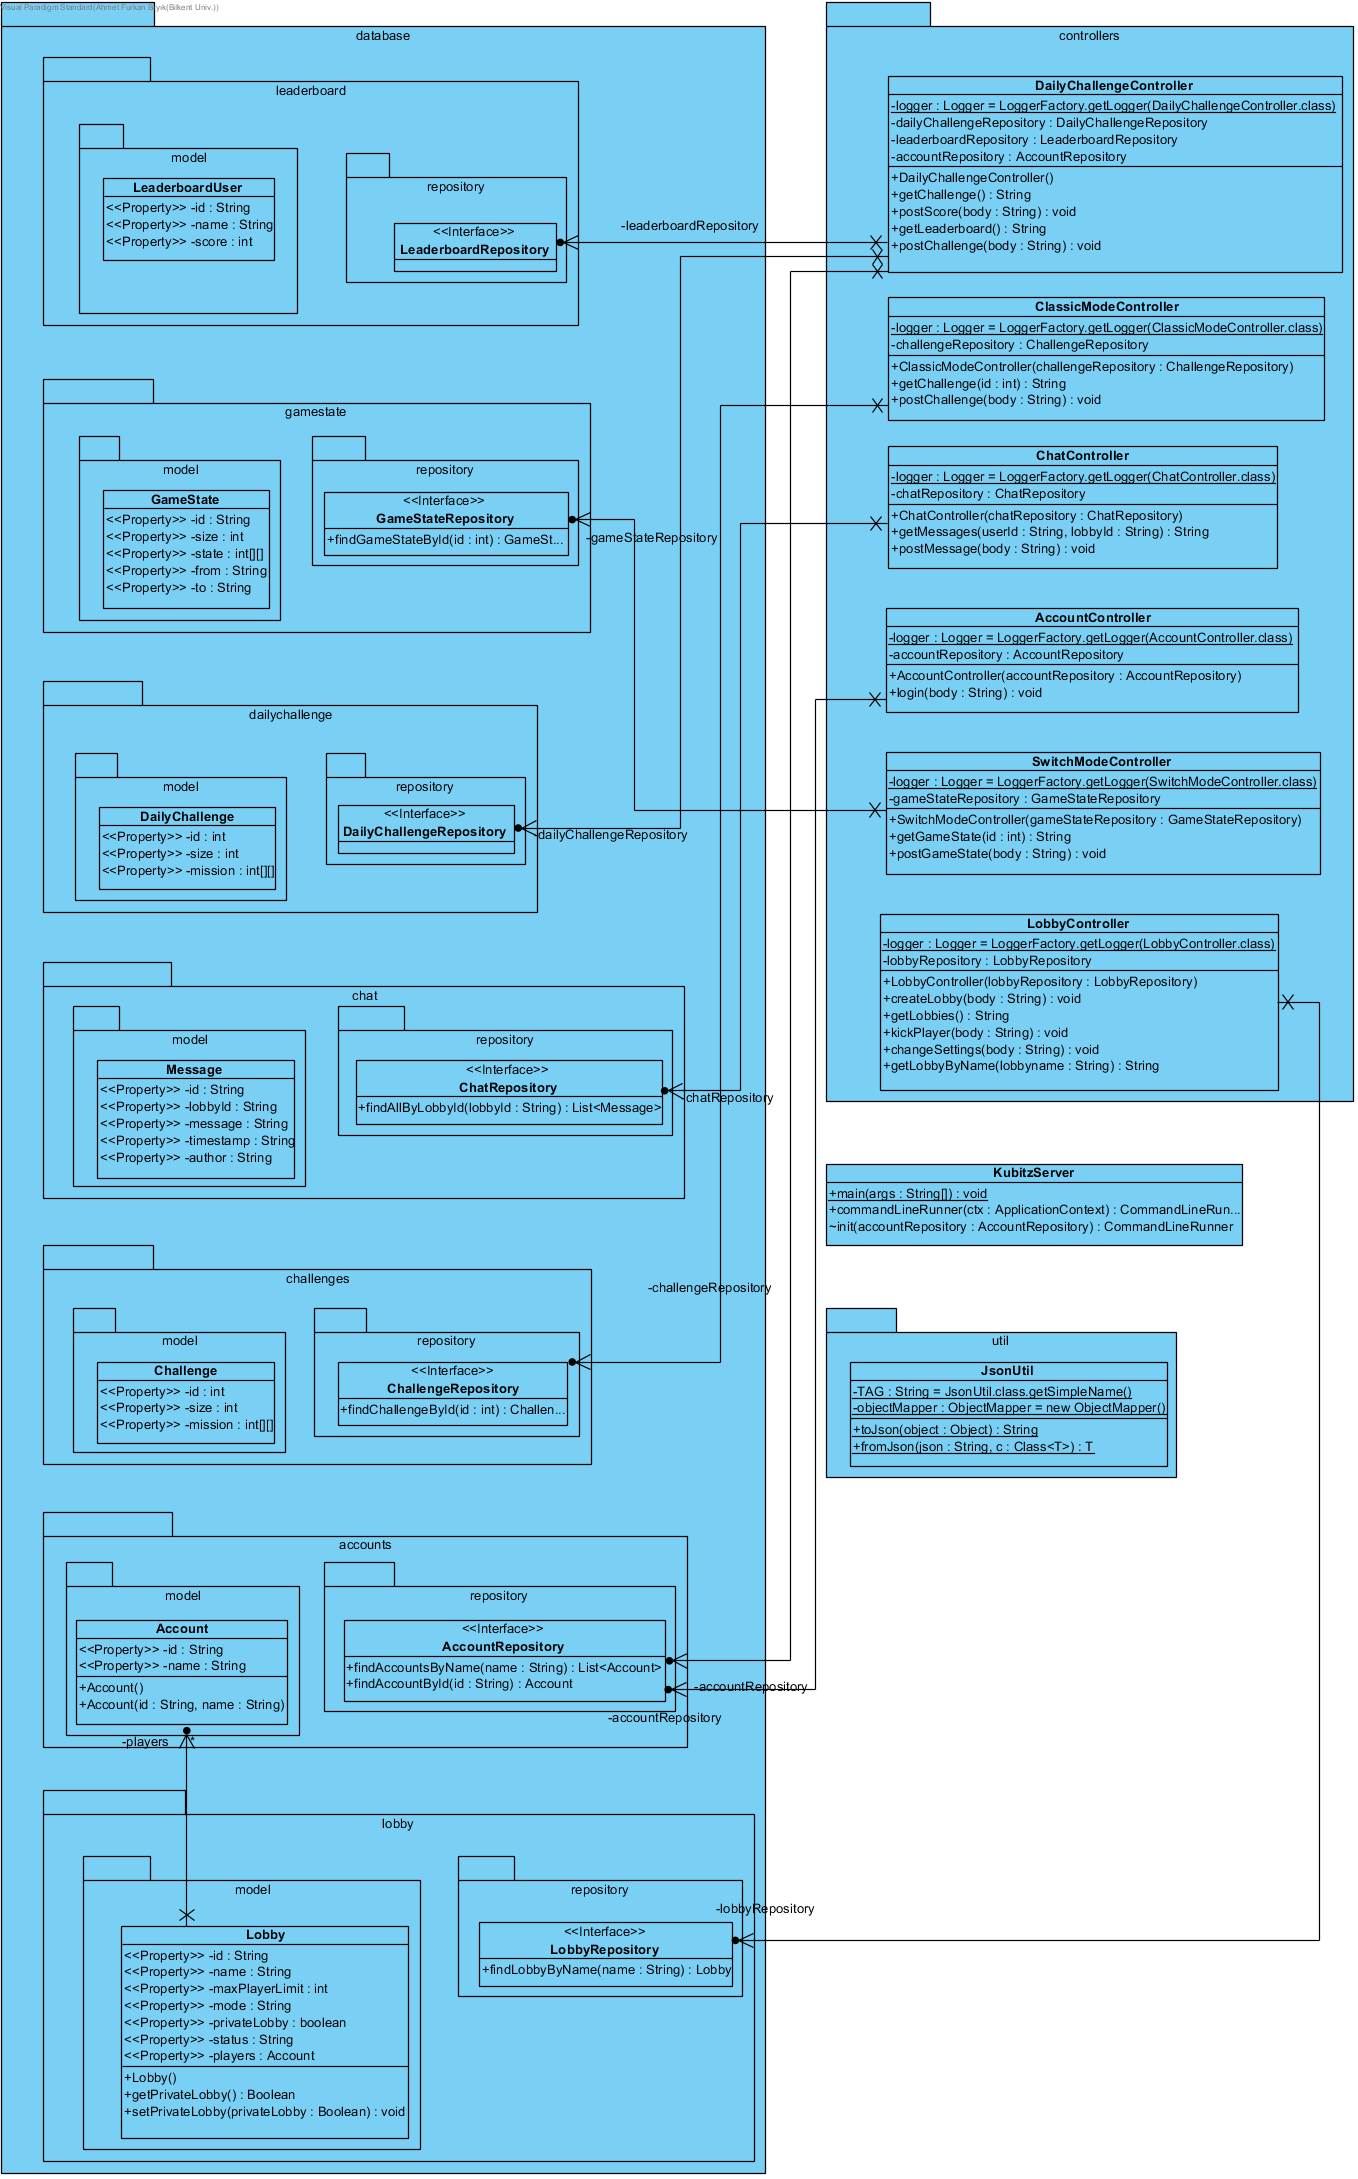 Visual Paradigm Standard(Ahmet Furkan Bıyık(Bilkent Univ.))
database
leaderboard
model
LeaderboardUser
<<Property>> -id : String
<<Property>> -name : String
<<Property>> -score : int
repository
<<Interface>>
LeaderboardRepository
gamestate
model
GameState
<<Property>> -id : String
<<Property>> -size : int
<<Property>> -state : int[][]
<<Property>> -from : String
<<Property>> -to : String
repository
<<Interface>>
GameStateRepository
+findGameStateById(id : int) : GameSt...
dailychallenge
model
DailyChallenge
<<Property>> -id : int
<<Property>> -size : int
<<Property>> -mission : int[][]
repository
<<Interface>>
DailyChallengeRepository
chat
model
Message
<<Property>> -id : String
<<Property>> -lobbyId : String
<<Property>> -message : String
<<Property>> -timestamp : String
<<Property>> -author : String
repository
<<Interface>>
ChatRepository
+findAllByLobbyId(lobbyId : String) : List<Message>
challenges
model
Challenge
<<Property>> -id : int
<<Property>> -size : int
<<Property>> -mission : int[][]
repository
<<Interface>>
ChallengeRepository
+findChallengeById(id : int) : Challen...
accounts
model
Account
<<Property>> -id : String
<<Property>> -name : String
+Account()
+Account(id : String, name : String)
repository
<<Interface>>
AccountRepository
+findAccountsByName(name : String) : List<Account>
+findAccountById(id : String) : Account
-players
*
lobby
model
Lobby
<<Property>> -id : String
<<Property>> -name : String
<<Property>> -maxPlayerLimit : int
<<Property>> -mode : String
<<Property>> -privateLobby : boolean
<<Property>> -status : String
<<Property>> -players : Account
+Lobby()
+getPrivateLobby() : Boolean
+setPrivateLobby(privateLobby : Boolean) : void
repository
<<Interface>>
LobbyRepository
+findLobbyByName(name : String) : Lobby
-leaderboardRepository
-gameStateRepository
-dailyChallengeRepository
-chatRepository
-challengeRepository
-accountRepository
-accountRepository
-lobbyRepository
controllers
DailyChallengeController
-logger : Logger = LoggerFactory.getLogger(DailyChallengeController.class)
-dailyChallengeRepository : DailyChallengeRepository
-leaderboardRepository : LeaderboardRepository
-accountRepository : AccountRepository
+DailyChallengeController()
+getChallenge() : String
+postScore(body : String) : void
+getLeaderboard() : String
+postChallenge(body : String) : void
ClassicModeController
-logger : Logger = LoggerFactory.getLogger(ClassicModeController.class)
-challengeRepository : ChallengeRepository
+ClassicModeController(challengeRepository : ChallengeRepository)
+getChallenge(id : int) : String
+postChallenge(body : String) : void
ChatController
-logger : Logger = LoggerFactory.getLogger(ChatController.class)
-chatRepository : ChatRepository
+ChatController(chatRepository : ChatRepository)
+getMessages(userId : String, lobbyId : String) : String
+postMessage(body : String) : void
AccountController
-logger : Logger = LoggerFactory.getLogger(AccountController.class)
-accountRepository : AccountRepository
+AccountController(accountRepository : AccountRepository)
+login(body : String) : void
SwitchModeController
-logger : Logger = LoggerFactory.getLogger(SwitchModeController.class)
-gameStateRepository : GameStateRepository
+SwitchModeController(gameStateRepository : GameStateRepository)
+getGameState(id : int) : String
+postGameState(body : String) : void
LobbyController
-logger : Logger = LoggerFactory.getLogger(LobbyController.class)
-lobbyRepository : LobbyRepository
+LobbyController(lobbyRepository : LobbyRepository)
+createLobby(body : String) : void
+getLobbies() : String
+kickPlayer(body : String) : void
+changeSettings(body : String) : void
+getLobbyByName(lobbyname : String) : String
KubitzServer
+main(args : String[]) : void
+commandLineRunner(ctx : ApplicationContext) : CommandLineRun...
~init(accountRepository : AccountRepository) : CommandLineRunner
util
JsonUtil
-TAG : String = JsonUtil.class.getSimpleName()
-objectMapper : ObjectMapper = new ObjectMapper()
+toJson(object : Object) : String
+fromJson(json : String, c : Class<T>) : T